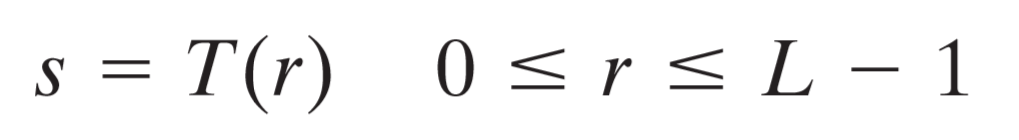 s = T(r) 0 ≤ r ≤ L − 1